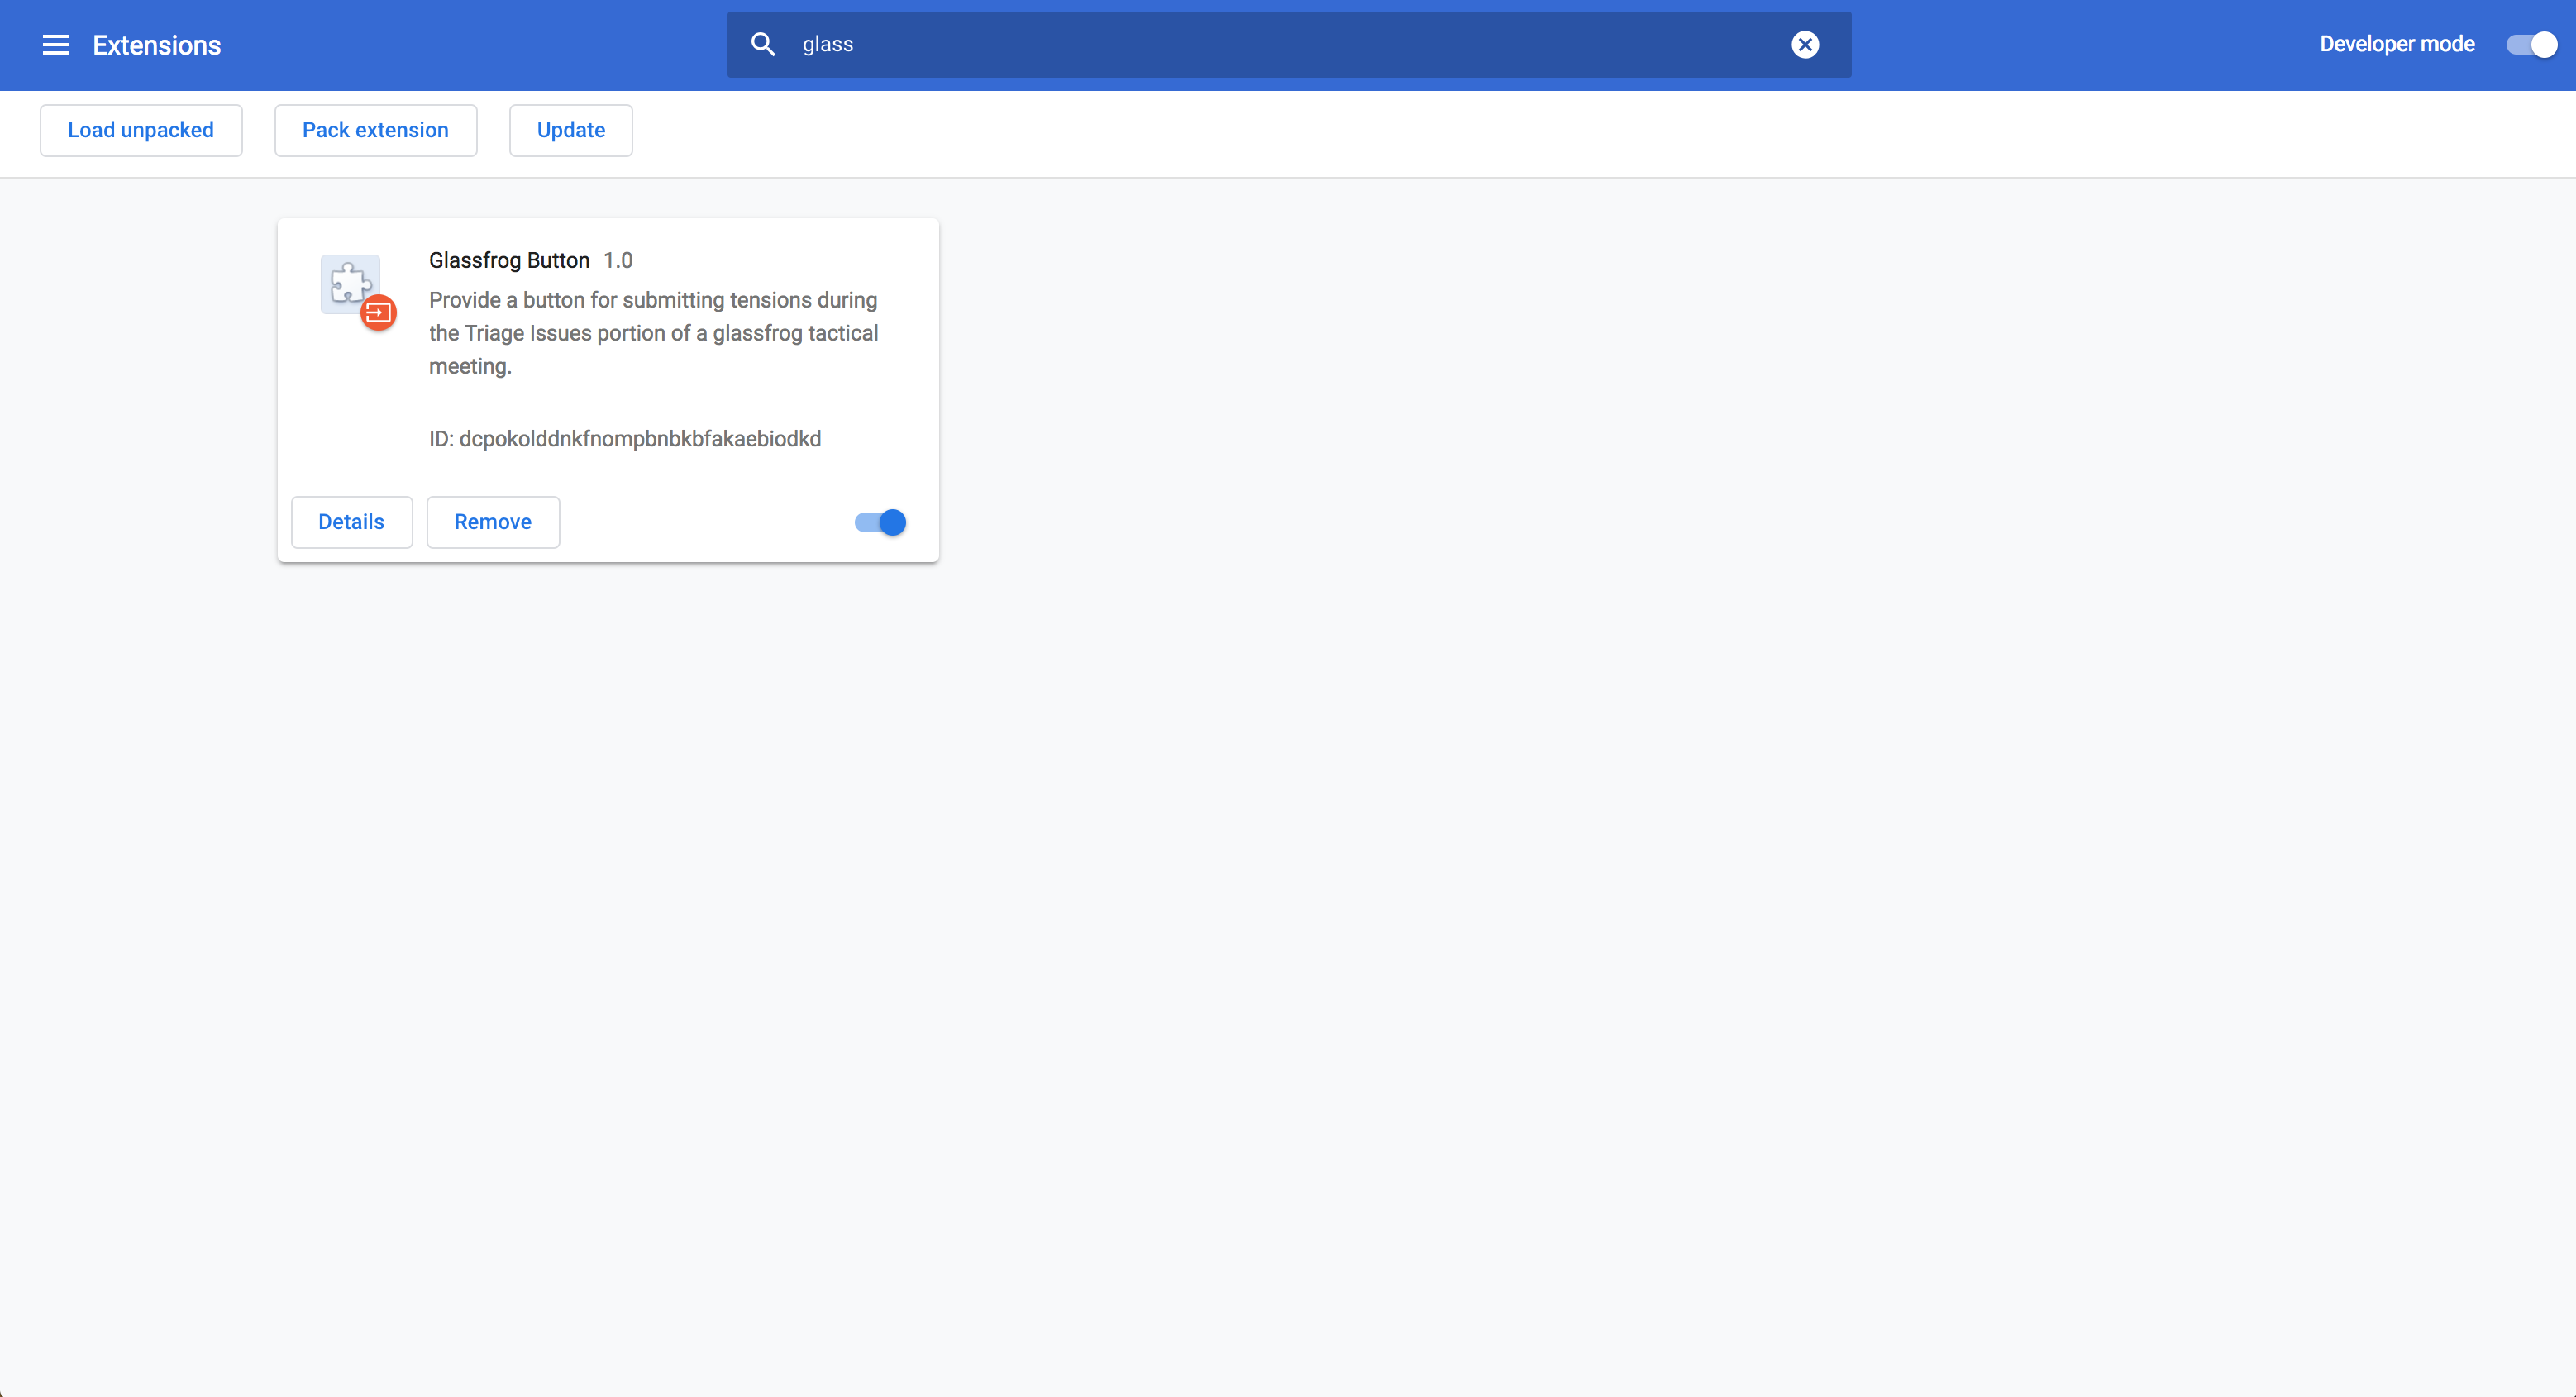 Extensions
glass
Developer mode
Load unpacked
Pack extension
Update
Glassfrog Button 1.0
Provide a button for submitting tensions during
the Triage Issues portion of a glassfrog tactical
meeting.
ID: dcpokolddnkfnompbnbkbfakaebiodkd
Details
Remove